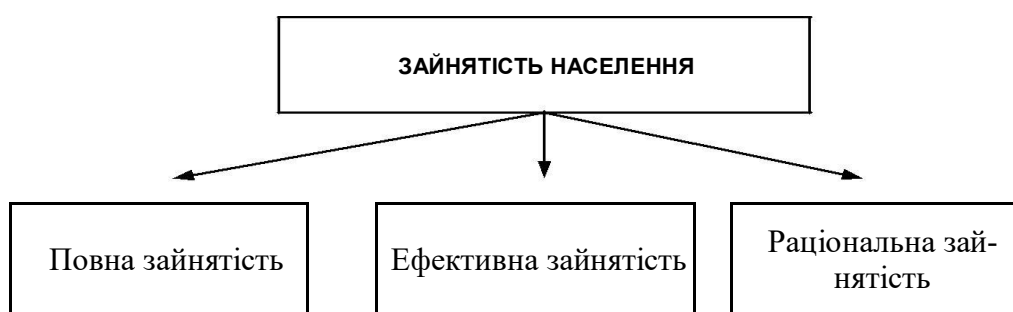 ЗАЙНЯТІСТЬ НАСЕЛЕННЯ
Повна зайнятість
Ефективна зайнятість
Раціональна зай-
нятість